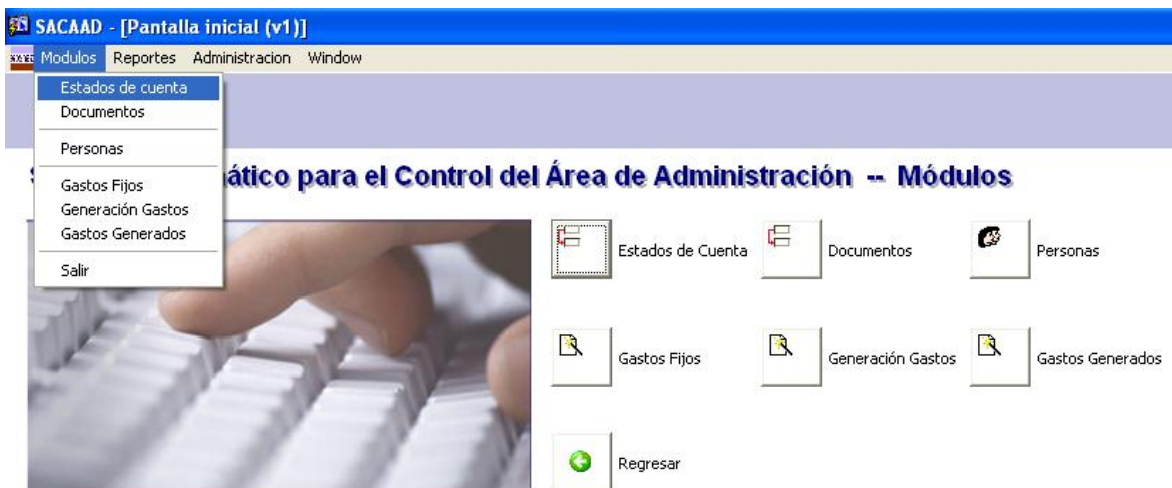 SACAAD - [Pantalla inicial (v1)]
Modulos Reportes Administracion Window
Estados de cuenta
Documentos
Personas
Gastos Fijos
Generación Gastos
Gastos Generados
Salir
para el Control del Área de Administración -- Módulos
Estados de Cuenta Documentos Personas
Gastos Fijos Generación Gastos Gastos Generados
Regresar